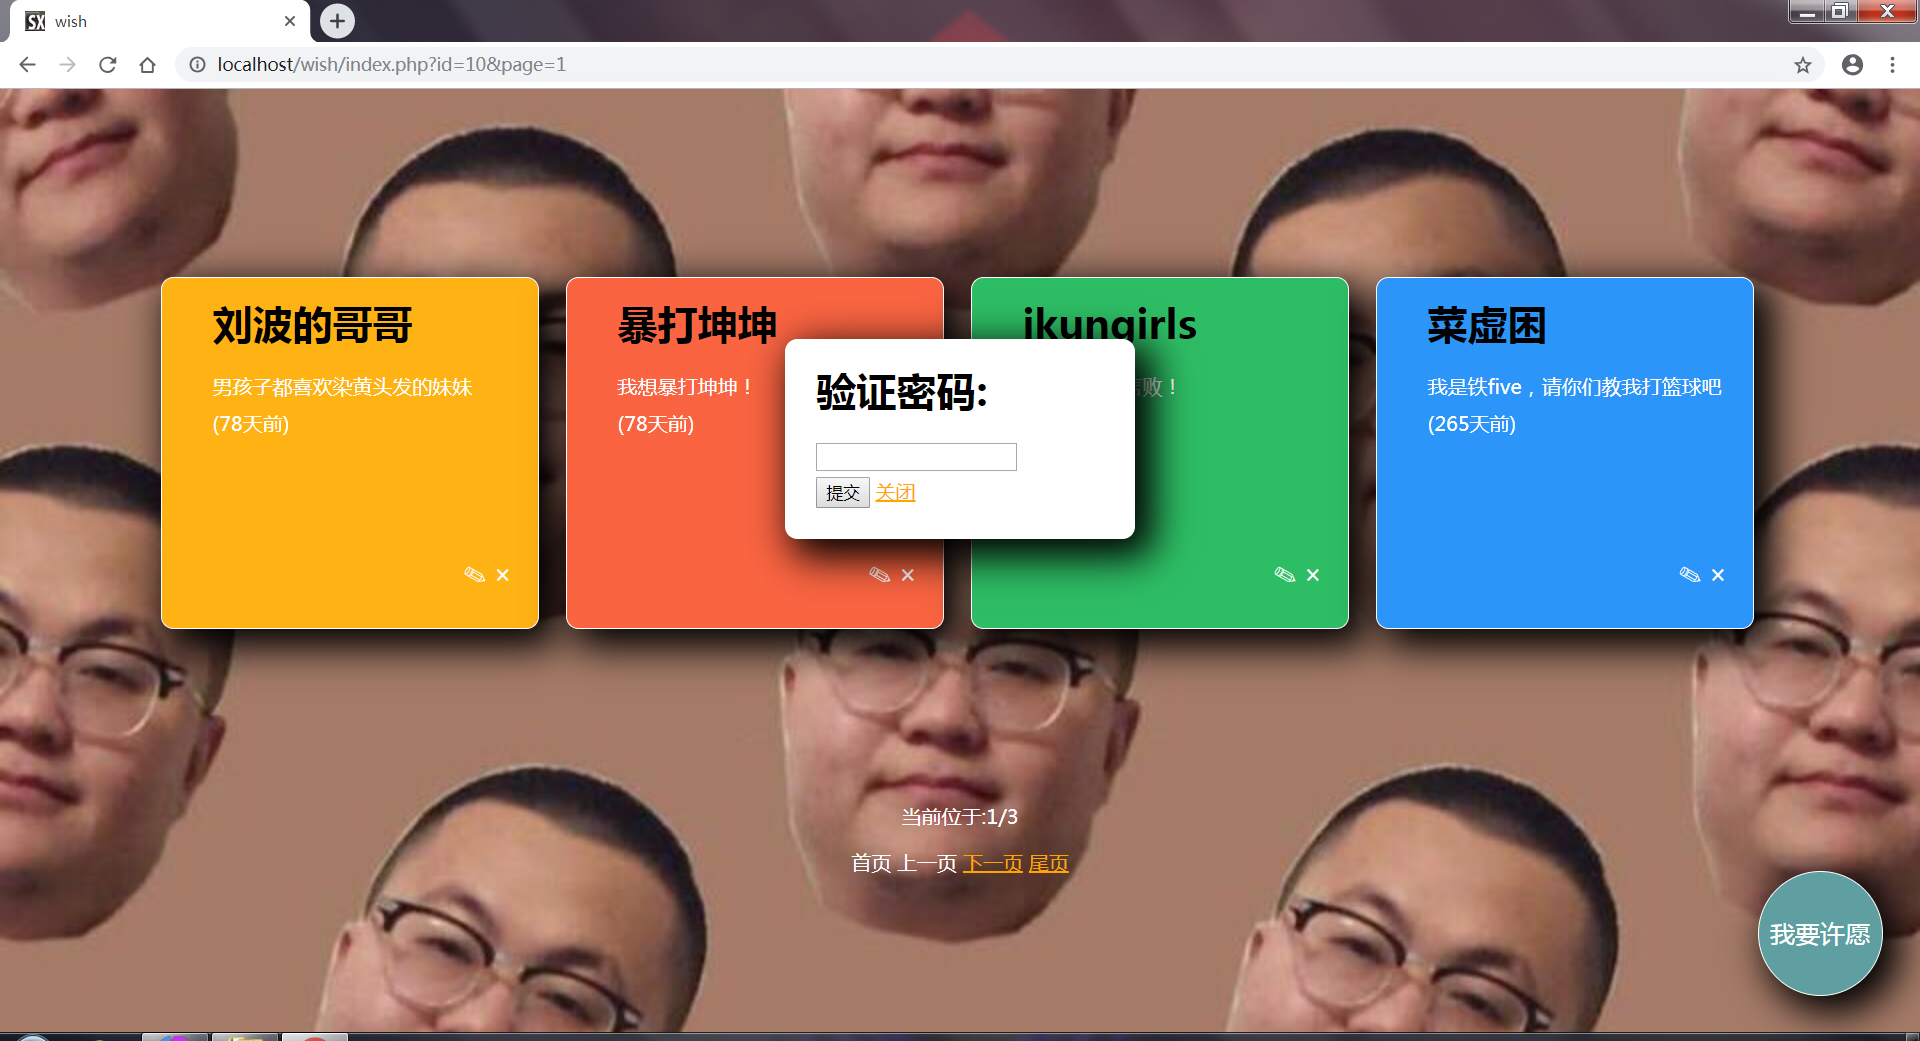 wish
localhost/wish/index.php?id=10&page=1
刘波的哥哥
男孩子都喜欢染黄头发的妹妹
(78天前)
暴打坤坤
我想暴打坤坤！
(78天前)
ikungirls
败！
菜虚困
我是铁five，请你们教我打篮球吧
(265天前)
验证密码:
提交 关闭
当前位于:1/3
首页 上一页 下一页 尾页
我要许愿